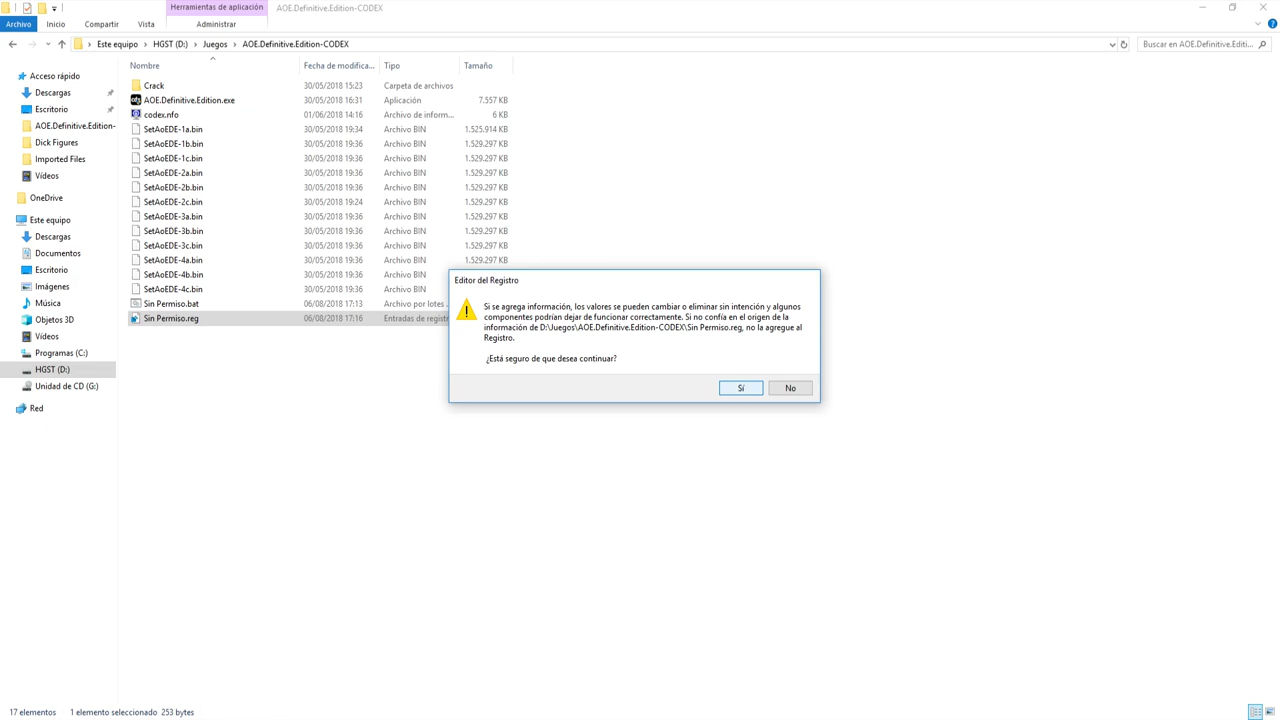 Herramientas de aplicación
AOE.Definitive.Edition-CODEX
Archivo
Inicio
Compartir
Vista
Administrar
Este equipo
HGST (D:)
Juegos
AOE.Definitive.Edition-CODEX
Buscar en AOE.Definitive.Editi...
Acceso rápido
Descargas
Escritorio
AOE.Definitive.Edition-
Dick Figures
Imported Files
Vídeos
OneDrive
Este equipo
Descargas
Documentos
Escritorio
Imágenes
Música
Objetos 3D
Vídeos
Programas (C:)
HGST (D:)
Unidad de CD (G:)
Red
Nombre Fecha de modifica... Tipo Tamaño
Crack 30/05/2018 15:23 Carpeta de archivos
AOE.Definitive.Edition.exe 30/05/2018 16:31 Aplicación 7.557 KB
codex.nfo 01/06/2018 14:16 Archivo de inform... 6 KB
SetAoEDE-1a.bin 30/05/2018 19:34 Archivo BIN 1.525.914 KB
SetAoEDE-1b.bin 30/05/2018 19:36 Archivo BIN 1.529.297 KB
SetAoEDE-1c.bin 30/05/2018 19:36 Archivo BIN 1.529.297 KB
SetAoEDE-2a.bin 30/05/2018 19:36 Archivo BIN 1.529.297 KB
SetAoEDE-2b.bin 30/05/2018 19:36 Archivo BIN 1.529.297 KB
SetAoEDE-2c.bin 30/05/2018 19:24 Archivo BIN 1.529.297 KB
SetAoEDE-3a.bin 30/05/2018 19:36 Archivo BIN 1.529.297 KB
SetAoEDE-3b.bin 30/05/2018 19:36 Archivo BIN 1.529.297 KB
SetAoEDE-3c.bin 30/05/2018 19:36 Archivo BIN 1.529.297 KB
SetAoEDE-4a.bin 30/05/2018 19:36 Archivo BIN 1.529.297 KB
SetAoEDE-4b.bin 30/05/2018 19:36 Archivo BIN
SetAoEDE-4c.bin 30/05/2018 19:36 Archivo BIN
Sin Permiso.bat 06/08/2018 17:13 Archivo por lotes ...
Sin Permiso.reg 06/08/2018 17:16 Entradas de registr
Editor del Registro
Si se agrega información, los valores se pueden cambiar o eliminar sin intención y algunos
componentes podrían dejar de funcionar correctamente. Si no confía en el origen de la
información de D:\Juegos\AOE.Definitive.Edition-CODEX\Sin Permiso.reg, no la agregue al
Registro.
¿Está seguro de que desea continuar?
Sí
No
17 elementos 1 elemento seleccionado 253 bytes